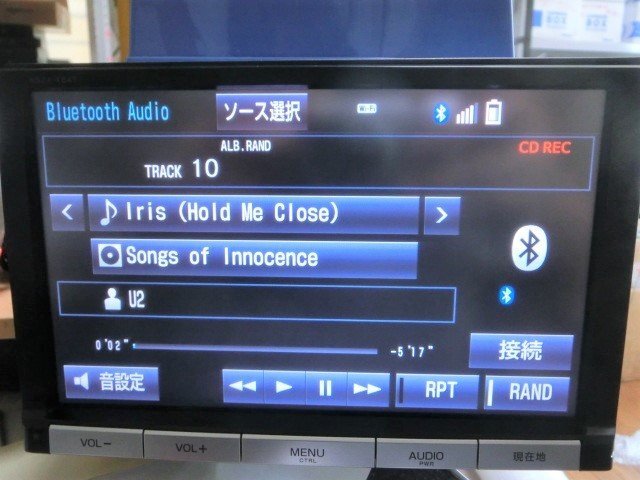 Bluetooth Audio ソース選択 Wi-Fi
ALB.RAND CD REC
TRACK 10
< Iris (Hold Me Close) >
Songs of Innocence
U2
0'02" -5'17" 接続
音設定 RPT RAND
VOL− VOL+ MENU AUDIO 現在地
CTRL PWR